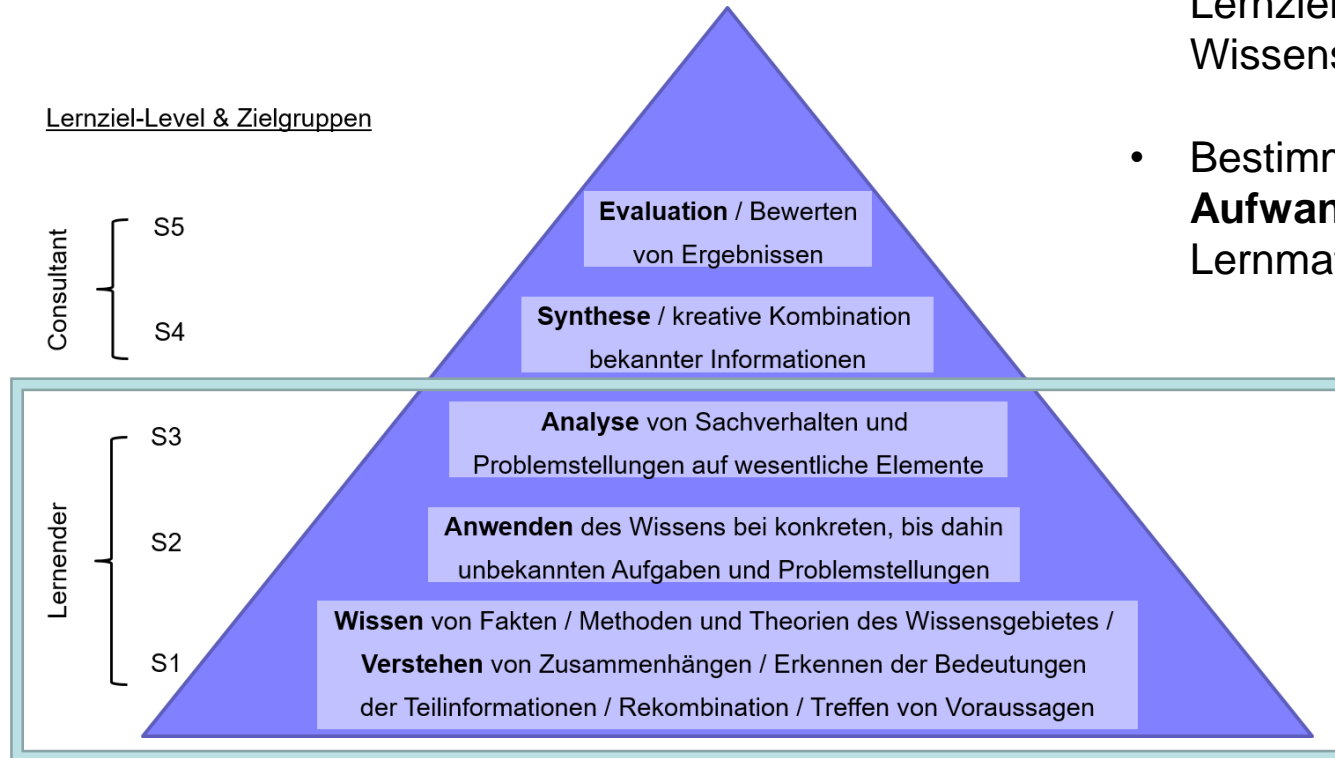 Lernziel-Level & Zielgruppen
Consultant
S5
S4
Lernender
S3
S2
S1
Evaluation / Bewerten
von Ergebnissen
Synthese / kreative Kombination
bekannter Informationen
Analyse von Sachverhalten und
Problemstellungen auf wesentliche Elemente
Anwenden des Wissens bei konkreten, bis dahin
unbekannten Aufgaben und Problemstellungen
Wissen von Fakten / Methoden und Theorien des Wissensgebietes /
Verstehen von Zusammenhängen / Erkennen der Bedeutungen
der Teilinformationen / Rekombination / Treffen von Voraussagen
Lernziel
Wissens
•